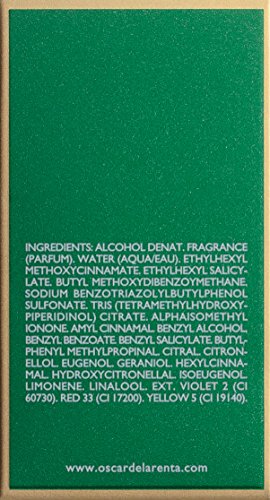 INGREDIENTS: ALCOHOL DENAT. FRAGRANCE
(PARFUM). WATER (AQUA/EAU). ETHYLHEXYL
METHOXYCINNAMATE. ETHYLHEXYL SALICY-
LATE. BUTYL METHOXYDIBENZOYMETHANE.
SODIUM BENZOTRIAZOLYLBUTYLPHENOL
SULFONATE. TRIS (TETRAMETHYLHYDROXY-
PIPERIDINOL) CITRATE. ALPHAISOMETHYL
IONONE. AMYL CINNAMAL. BENZYL ALCOHOL,
BENZYL BENZOATE. BENZYL SALICYLATE. BUTYL-
PHENYL METHYLPROPINAL. CITRAL. CITRON-
ELLOL. EUGENOL. GERANIOL. HEXYLCINNA-
MAL. HYDROXYCITRONELLAL. ISOEUGENOL.
LIMONENE. LINALOOL. EXT. VIOLET 2 (CI
60730). RED 33 (CI 17200). YELLOW 5 (CI 19140).
www.oscardelarenta.com